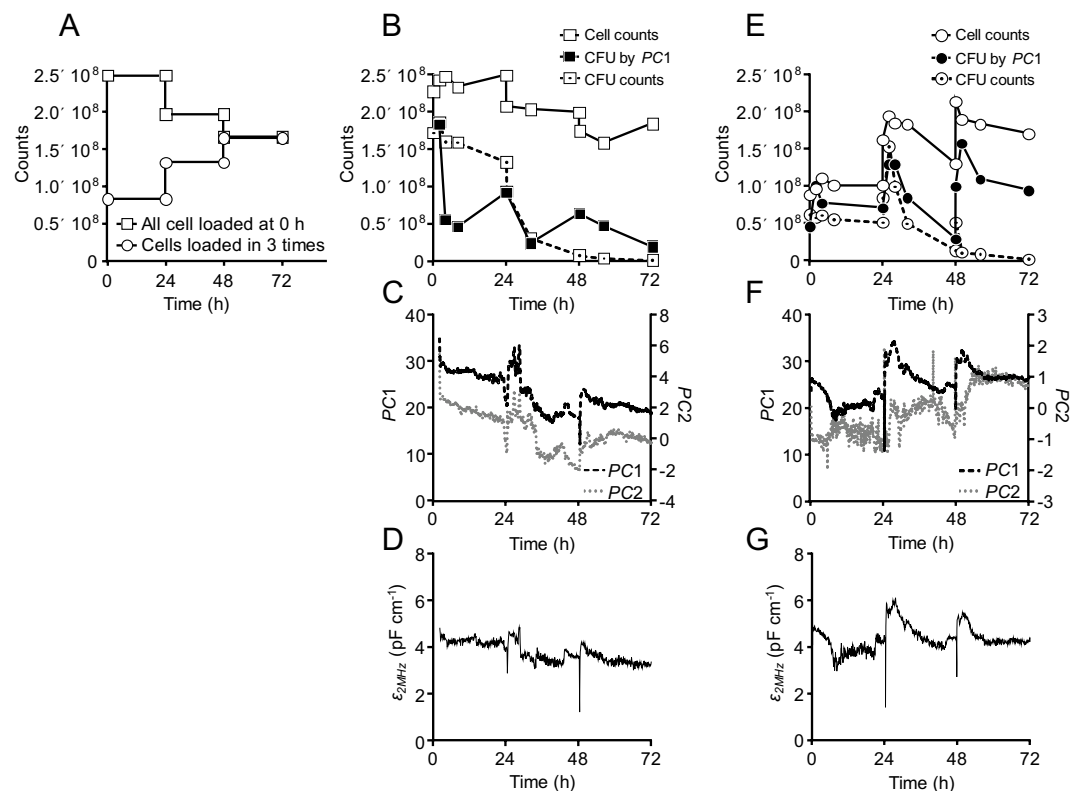 A
2.5´ 10⁸
2.0´ 10⁸
1.5´ 10⁸
1.0´ 10⁸
0.5´ 10⁸
0
Counts
All cell loaded at 0 h
Cells loaded in 3 times
0 24 48 72
Time (h)
B
Cell counts
CFU by PC1
CFU counts
2.5´ 10⁸
2.0´ 10⁸
1.5´ 10⁸
1.0´ 10⁸
0.5´ 10⁸
0
Counts
0 24 48 72
Time (h)
E
Cell counts
CFU by PC1
CFU counts
2.5´ 10⁸
2.0´ 10⁸
1.5´ 10⁸
1.0´ 10⁸
0.5´ 10⁸
0
Counts
0 24 48 72
Time (h)
C
40
30
20
10
0
PC1
8
6
4
2
0
-2
-4
PC2
PC1
PC2
0 24 48 72
Time (h)
F
40
30
20
10
0
PC1
3
2
1
0
-1
-2
-3
PC2
PC1
PC2
0 24 48 72
Time (h)
D
8
6
4
2
0
ε2MHz (pF cm⁻¹)
0 24 48 72
Time (h)
G
8
6
4
2
0
ε2MHz (pF cm⁻¹)
0 24 48 72
Time (h)